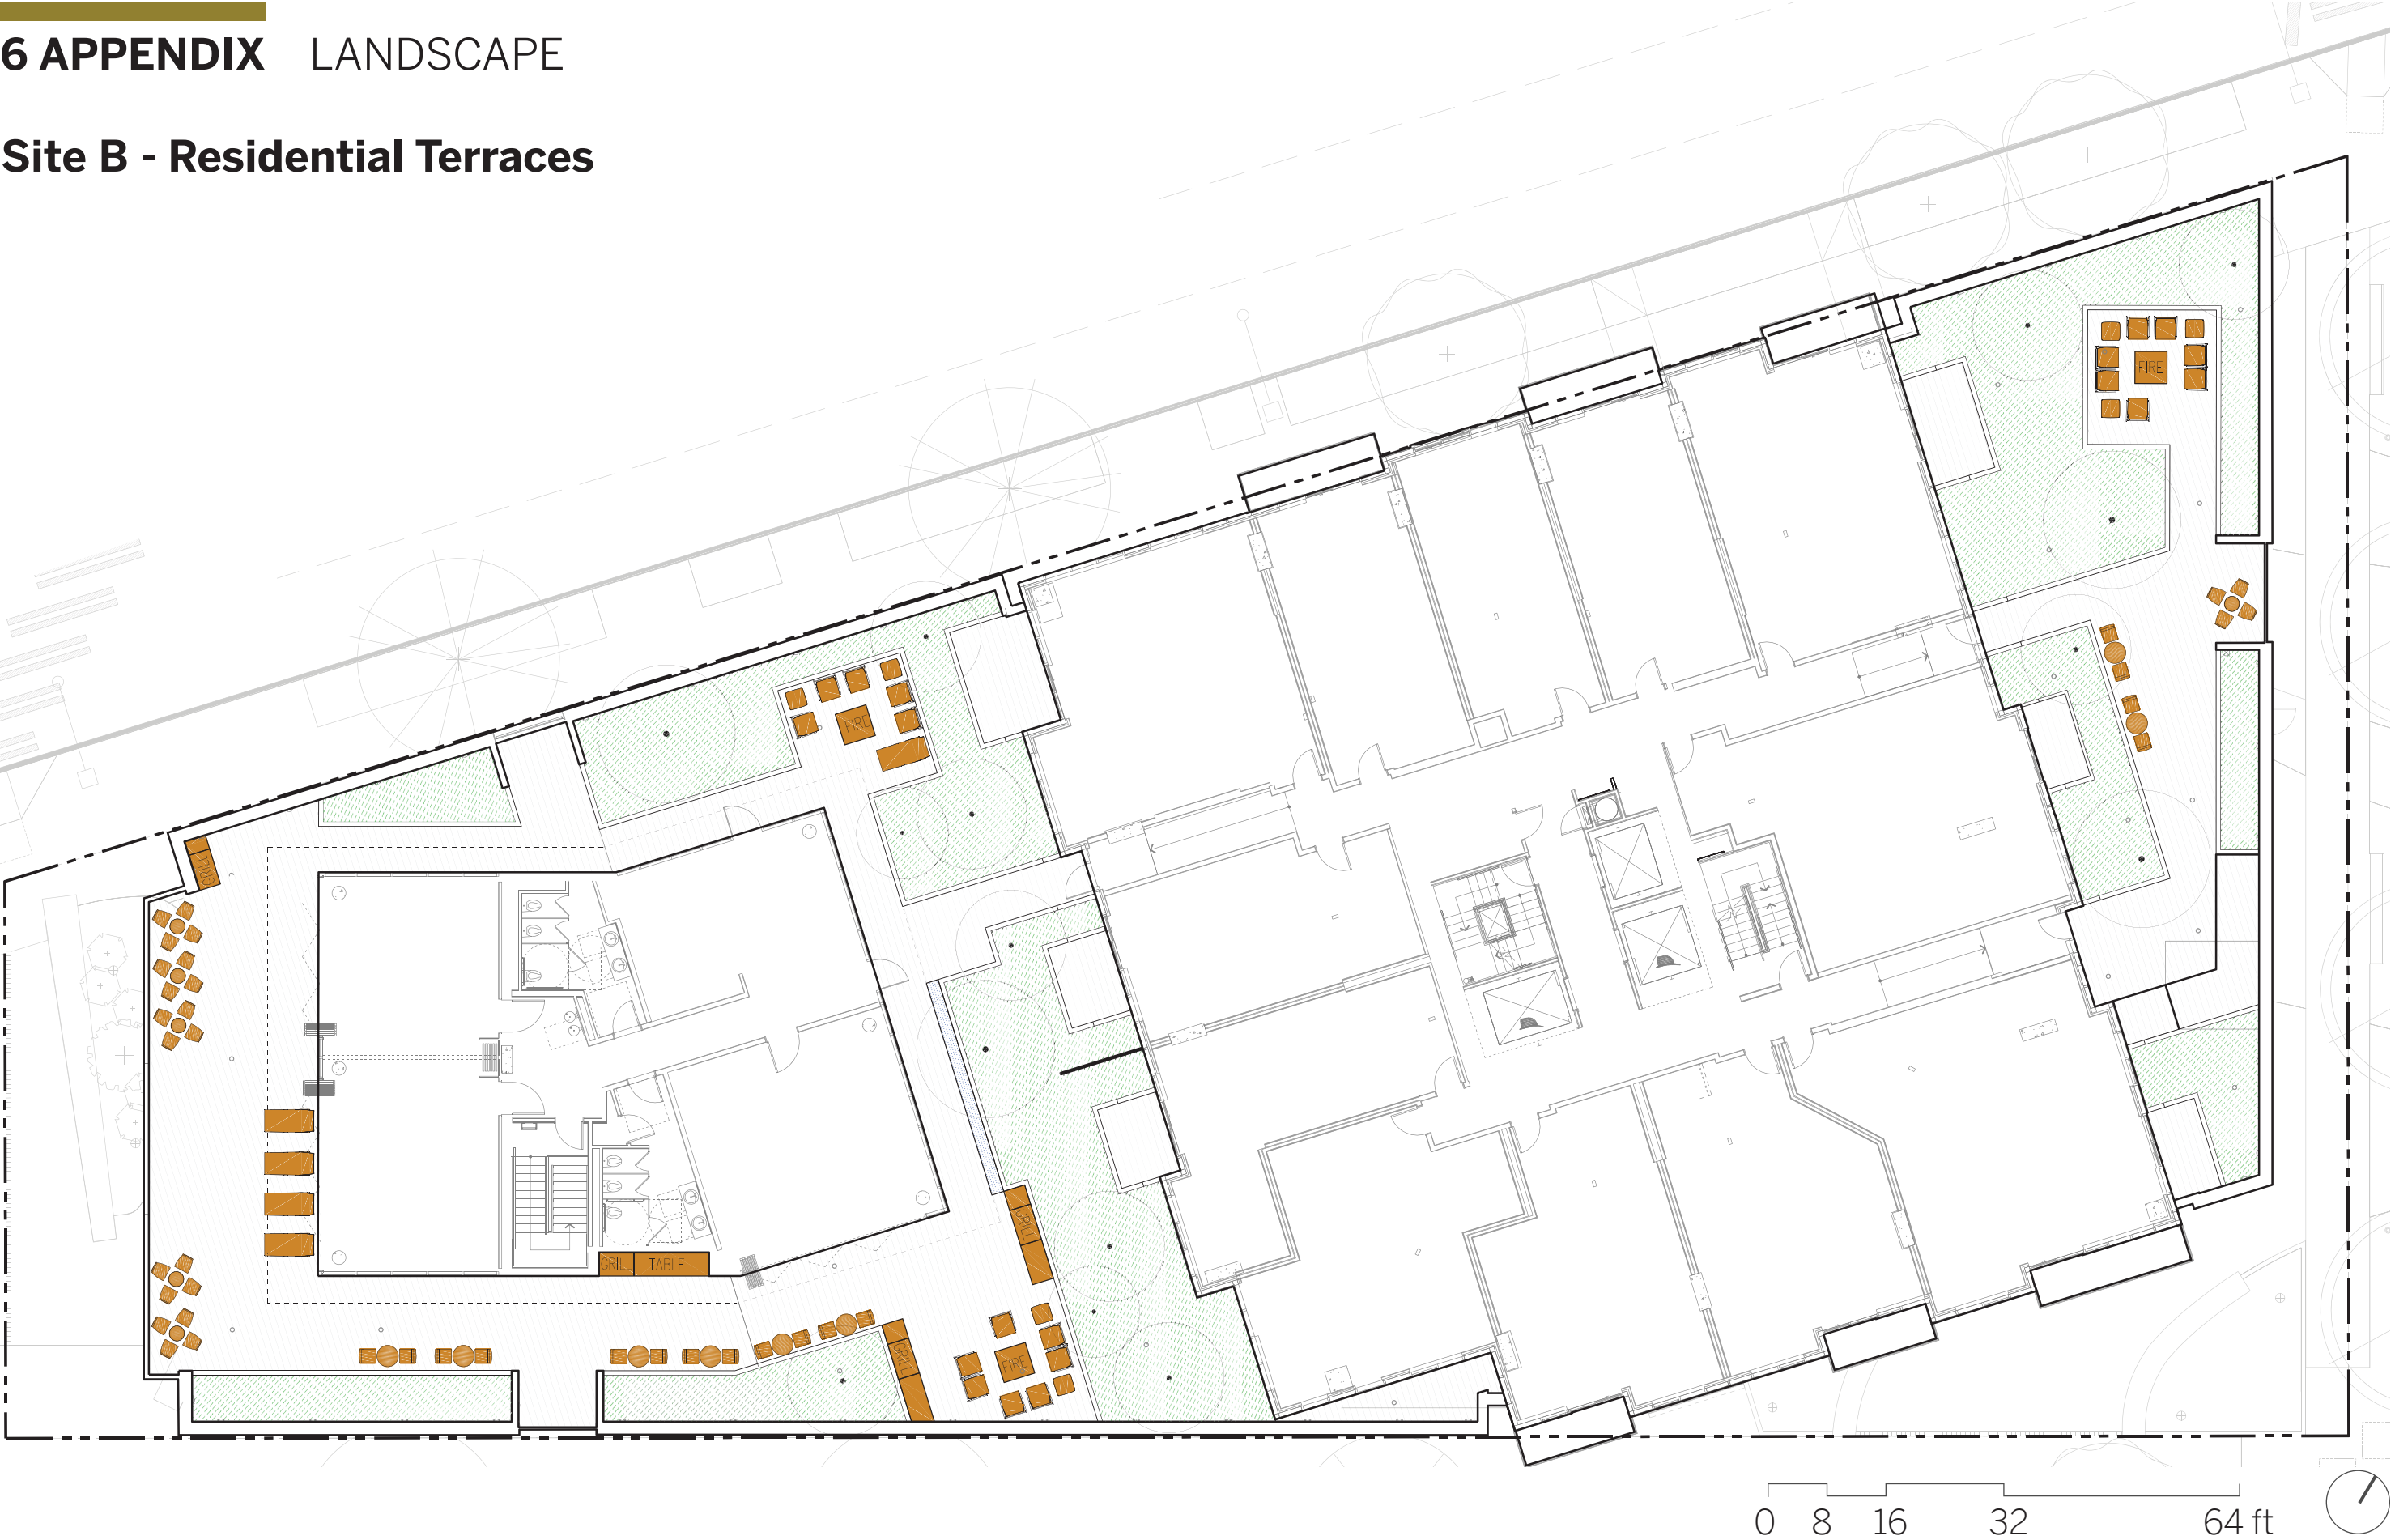 6 APPENDIX LANDSCAPE
Site B - Residential Terraces
FIRE
FIRE
GRILL
GRILL
GRILL TABLE
GRILL
FIRE
0 8 16 32 64 ft